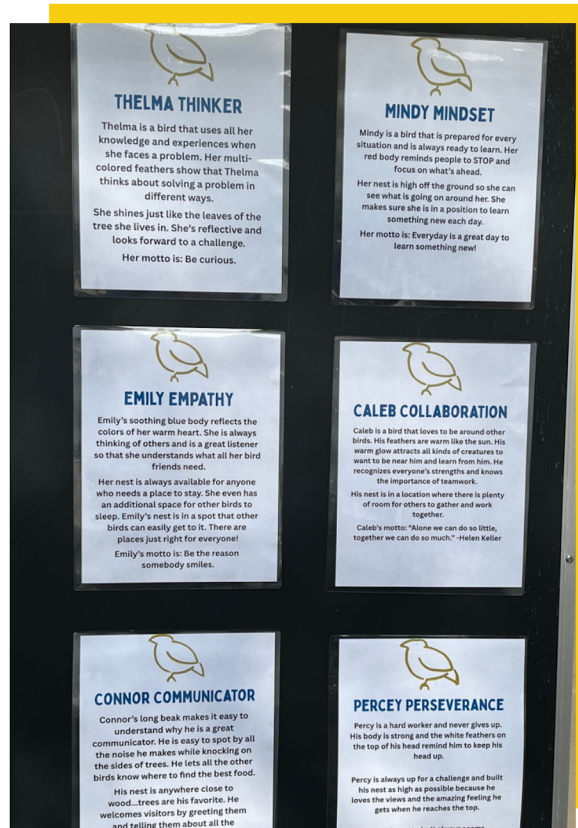 THELMA THINKER
Thelma is a bird that uses all her
knowledge and experiences when
she faces a problem. Her multi-
colored feathers show that Thelma
thinks about solving a problem in
different ways.
She shines just like the leaves of the
tree she lives in. She's reflective and
looks forward to a challenge.
Her motto is: Be curious.
MINDY MINDSET
Mindy is a bird that is prepared for every
situation and is always ready to learn. Her
red body reminds people to STOP and
focus on what's ahead.
Her nest is high off the ground so she can
see what is going on around her. She
makes sure she is in a position to learn
something new each day.
Her motto is: Everyday is a great day to
learn something new!
EMILY EMPATHY
Emily's soothing blue body reflects the
colors of her warm heart. She is always
thinking of others and is a great listener
so that she understands what all her bird
friends need.
Her nest is always available for anyone
who needs a place to stay. She even has
an additional space for other birds to
sleep. Emily's nest is in a spot that other
birds can easily get to it. There are
places just right for everyone!
Emily's motto is: Be the reason
somebody smiles.
CALEB COLLABORATION
Caleb is a bird that loves to be around other
birds. His feathers are warm like the sun. His
warm glow attracts all kinds of creatures to
want to be near him and learn from him. He
recognizes everyone's strengths and knows
the importance of teamwork.
His nest is in a location where there is plenty
of room for others to gather and work
together.
Caleb's motto: "Alone we can do so little,
together we can do so much." -Helen Keller
CONNOR COMMUNICATOR
Connor's long beak makes it easy to
understand why he is a great
communicator. He is easy to spot by all
the noise he makes while knocking on
the sides of trees. He lets all the other
birds know where to find the best food.
His nest is anywhere close to
wood...trees are his favorite. He
welcomes visitors by greeting them
and telling them about all the
PERCEY PERSEVERANCE
Percy is a hard worker and never gives up.
His body is strong and the white feathers on
the top of his head remind him to keep his
head up.
Percy is always up for a challenge and built
his nest as high as possible because he
loves the views and the amazing feeling he
gets when he reaches the top.